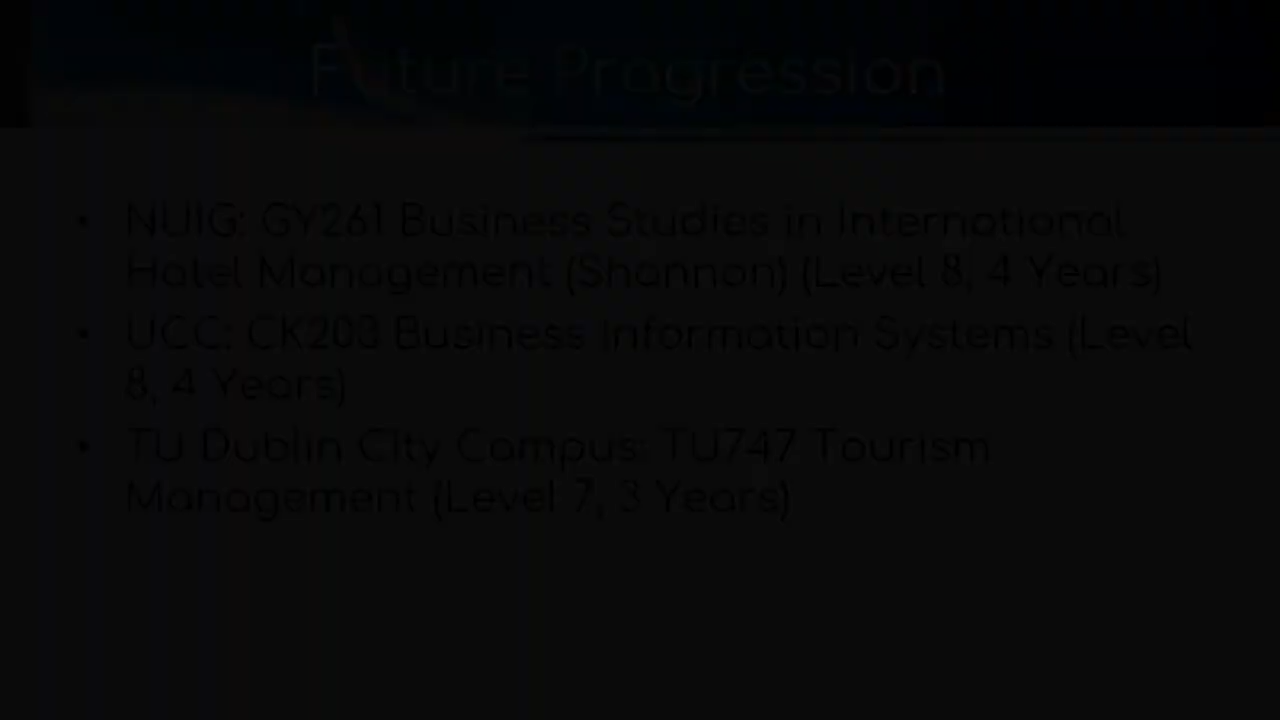 Future Progression
• NUIG: GY261 Business Studies in International
Hotel Management (Shannon) (Level 8, 4 Years)
• UCC: CK203 Business Information Systems (Level
8, 4 Years)
• TU Dublin City Campus: TU747 Tourism
Management (Level 7, 3 Years)